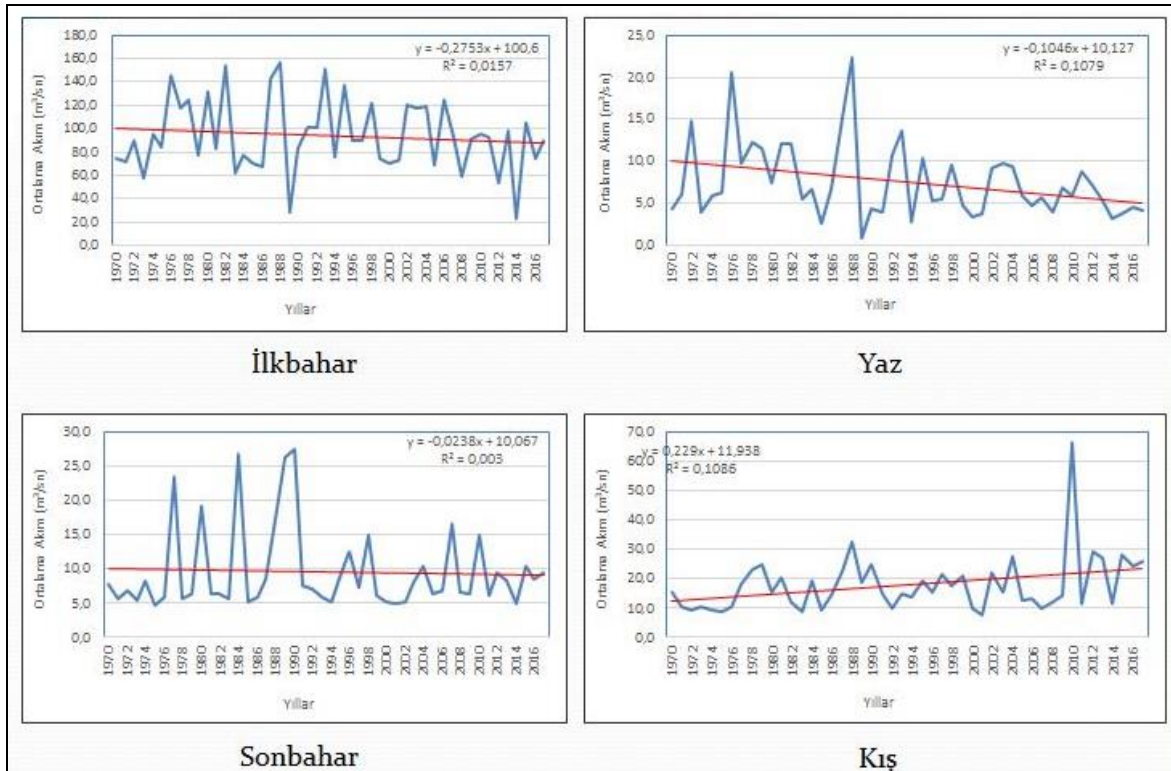 180,0
160,0
140,0
120,0
100,0
80,0
60,0
40,0
20,0
0,0
Ortalama Akım (m³/sn)
y = -0,2753x + 100,6
R² = 0,0157
1970 1972 1974 1976 1978 1980 1982 1984 1986 1988 1990 1992 1994 1996 1998 2000 2002 2004 2006 2008 2010 2012 2014 2016
Yıllar
İlkbahar
25,0
20,0
15,0
10,0
5,0
0,0
Ortalama Akım (m³/sn)
y = -0,1046x + 10,127
R² = 0,1079
1970 1972 1974 1976 1978 1980 1982 1984 1986 1988 1990 1992 1994 1996 1998 2000 2002 2004 2006 2008 2010 2012 2014 2016
Yıllar
Yaz
30,0
25,0
20,0
15,0
10,0
5,0
0,0
Ortalama Akım (m³/sn)
y = -0,0238x + 10,067
R² = 0,003
1970 1972 1974 1976 1978 1980 1982 1984 1986 1988 1990 1992 1994 1996 1998 2000 2002 2004 2006 2008 2010 2012 2014 2016
Yıllar
Sonbahar
70,0
60,0
50,0
40,0
30,0
20,0
10,0
0,0
Ortalama Akım (m³/sn)
y = 0,229x + 11,938
R² = 0,1086
1970 1972 1974 1976 1978 1980 1982 1984 1986 1988 1990 1992 1994 1996 1998 2000 2002 2004 2006 2008 2010 2012 2014 2016
Yıllar
Kış